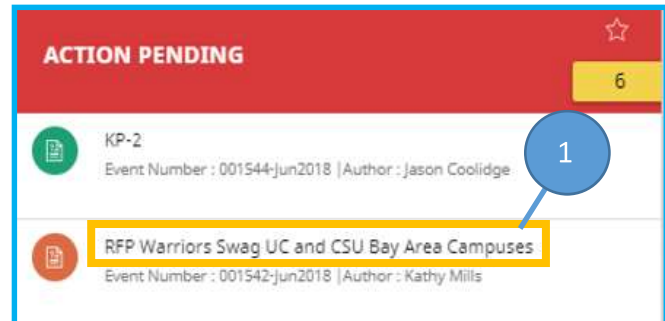 ACTION PENDING
6
KP-2
Event Number : 001544-Jun2018 |Author : Jason Coolidge
1
RFP Warriors Swag UC and CSU Bay Area Campuses
Event Number : 001542-Jun2018 |Author : Kathy Mills